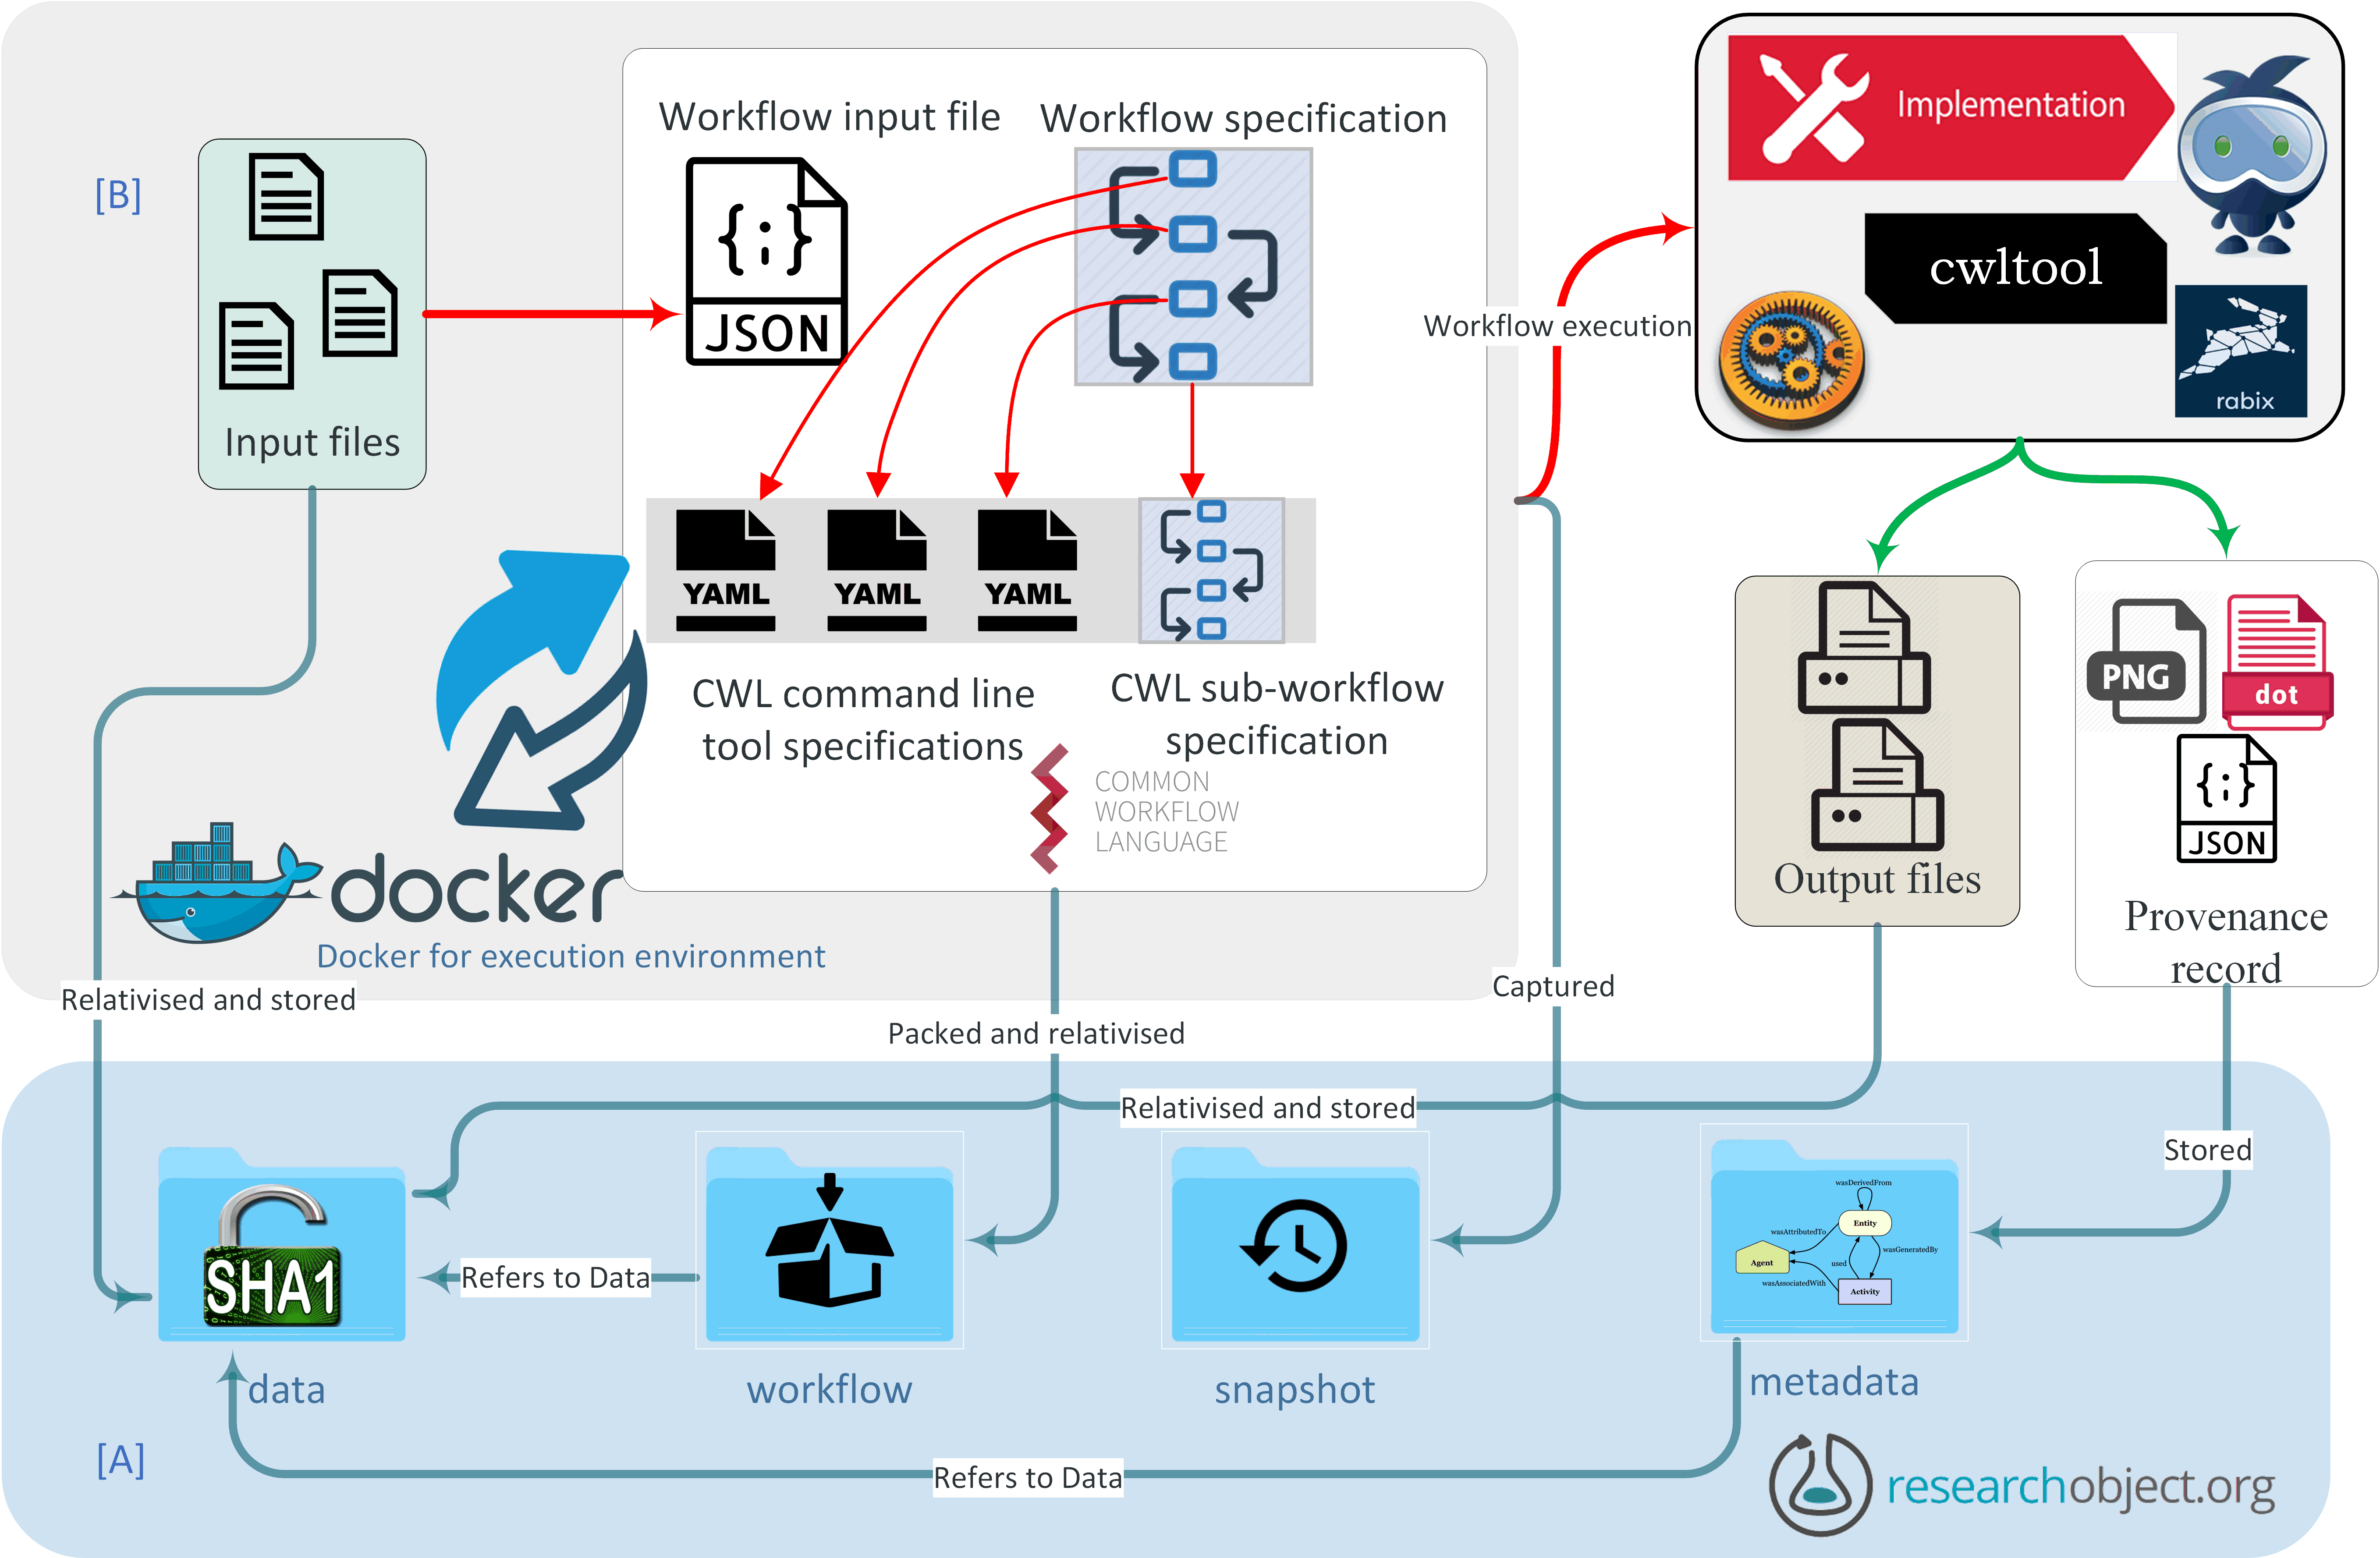 [B]
Input files
Workflow input file
{;}
JSON
Workflow specification
YAML
YAML
YAML
CWL command line
tool specifications
CWL sub-workflow
specification
COMMON
WORKFLOW
LANGUAGE
docker
Docker for execution environment
Workflow execution
Implementation
cwltool
rabix
Output files
PNG
dot
{;}
JSON
Provenance
record
Relativised and stored
Packed and relativised
Captured
Relativised and stored
Stored
SHA1
data
Refers to Data
workflow
snapshot
wasDerivedFrom
Entity
wasAttributedTo
wasGeneratedBy
Agent
used
wasAssociatedWith
Activity
metadata
[A]
Refers to Data
researchobject.org